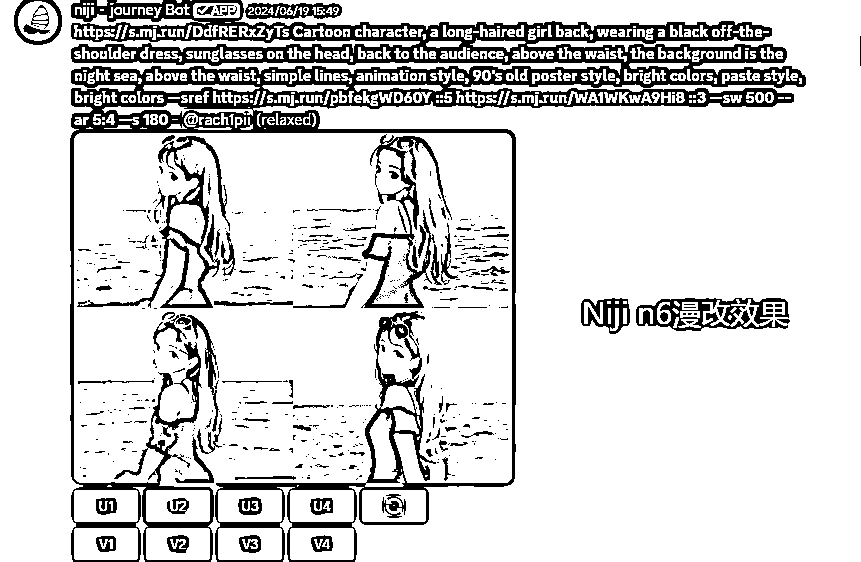 niji - journey Bot ✓ APP 2024/06/19 15:49
https://s.mj.run/DdfRERxZyTs Cartoon character, a long-haired girl back, wearing a black off-the-
shoulder dress, sunglasses on the head, back to the audience, above the waist, the background is the
night sea, above the waist, simple lines, animation style, 90's old poster style, bright colors, paste style,
bright colors --sref https://s.mj.run/pbfekgWD60Y ::5 https://s.mj.run/WA1WKwA9Hi8 ::3 --sw 500 --
ar 5:4 --s 180 - @rach1pii (relaxed)
Niji n6漫改效果
U1 U2 U3 U4
V1 V2 V3 V4